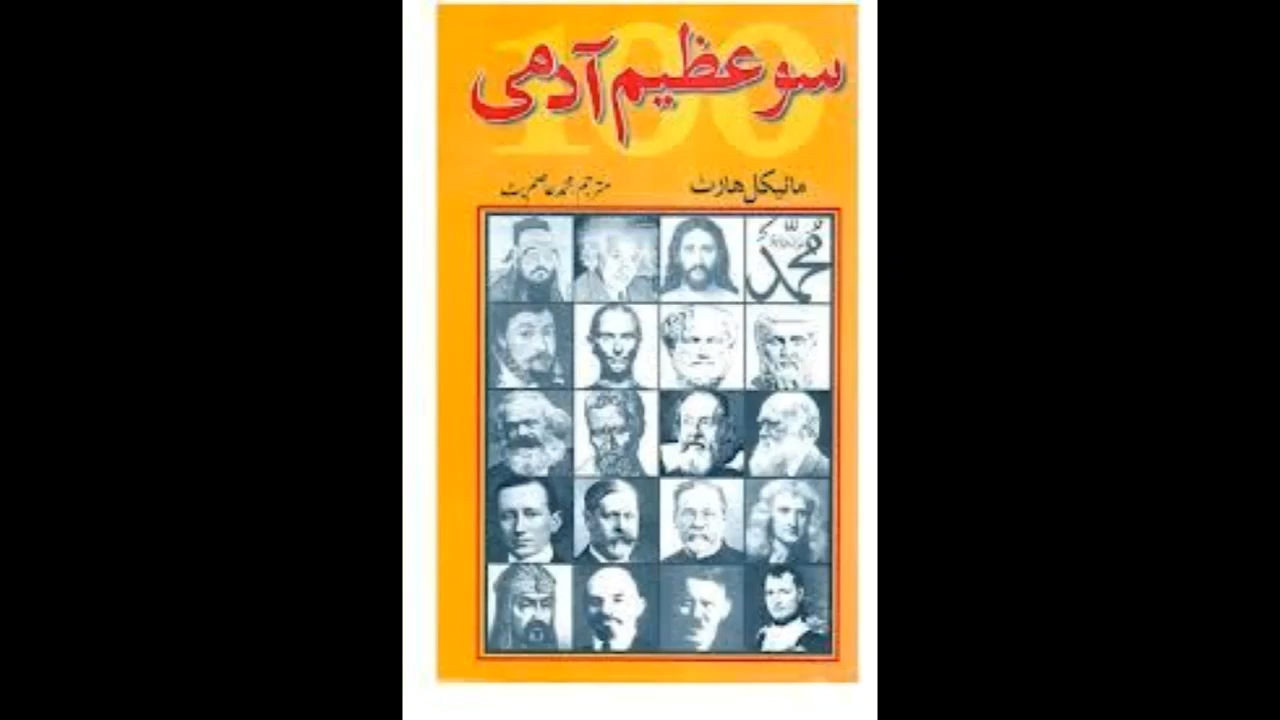 100
سو عظیم آدمی
مائیکل ہارٹ
مترجم: محمد عاصم بٹ
محمد